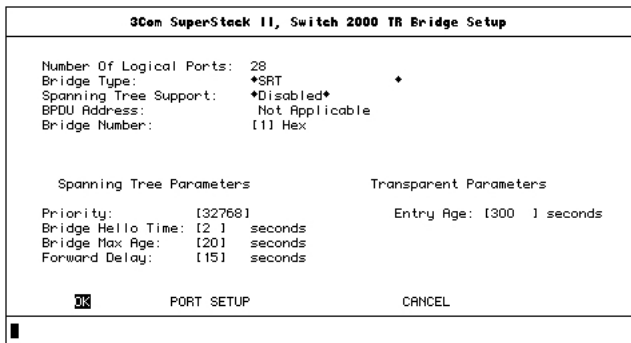 3Com SuperStack II, Switch 2000 TR Bridge Setup
Number Of Logical Ports: 28
Bridge Type: ◆SRT ◆
Spanning Tree Support: ◆Disabled◆
BPDU Address: Not Applicable
Bridge Number: [1] Hex
Spanning Tree Parameters Transparent Parameters
Priority: [32768] Entry Age: [300 ] seconds
Bridge Hello Time: [2 ] seconds
Bridge Max Age: [20] seconds
Forward Delay: [15] seconds
OK PORT SETUP CANCEL